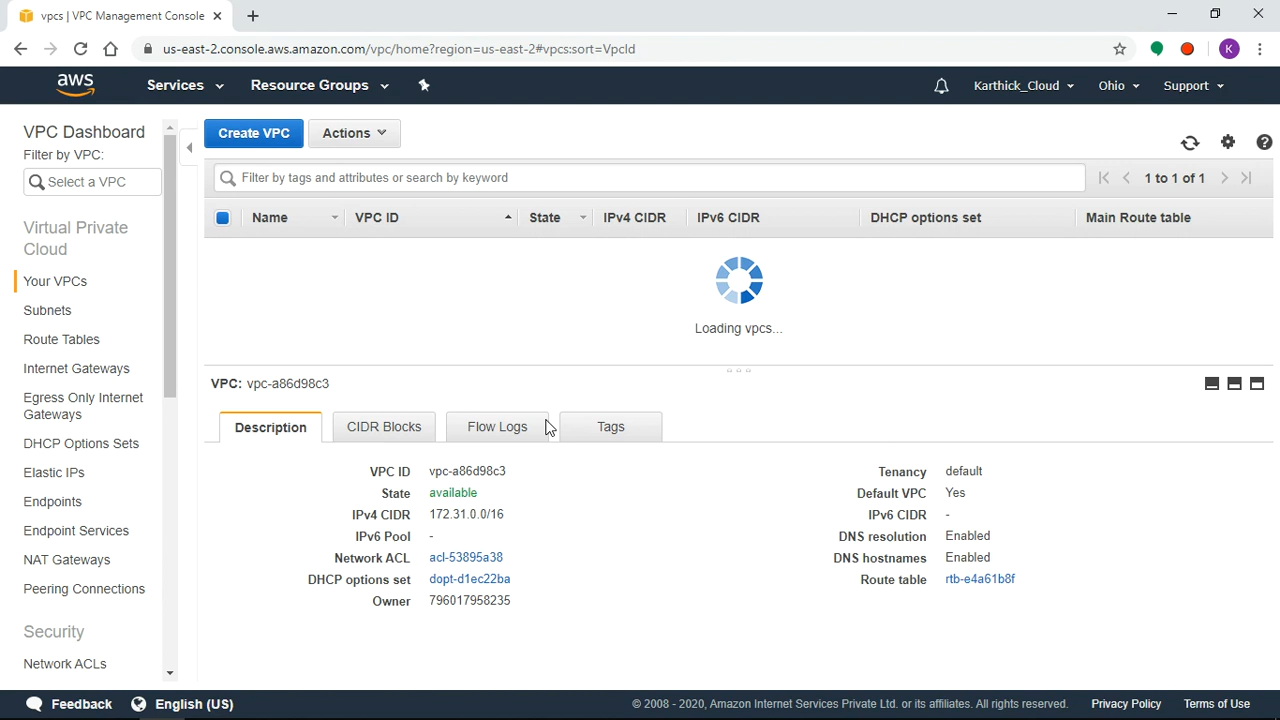 vpcs | VPC Management Console
us-east-2.console.aws.amazon.com/vpc/home?region=us-east-2#vpcs:sort=VpcId
K
aws
Services
Resource Groups
Karthick_Cloud
Ohio
Support
VPC Dashboard
Filter by VPC:
Select a VPC
Virtual Private
Cloud
Your VPCs
Subnets
Route Tables
Internet Gateways
Egress Only Internet
Gateways
DHCP Options Sets
Elastic IPs
Endpoints
Endpoint Services
NAT Gateways
Peering Connections
Security
Network ACLs
Create VPC
Actions
Filter by tags and attributes or search by keyword
1 to 1 of 1
Name VPC ID State IPv4 CIDR IPv6 CIDR DHCP options set Main Route table
Loading vpcs...
VPC: vpc-a86d98c3
Description CIDR Blocks Flow Logs Tags
VPC ID vpc-a86d98c3
State available
IPv4 CIDR 172.31.0.0/16
IPv6 Pool -
Network ACL acl-53895a38
DHCP options set dopt-d1ec22ba
Owner 796017958235
Tenancy default
Default VPC Yes
IPv6 CIDR -
DNS resolution Enabled
DNS hostnames Enabled
Route table rtb-e4a61b8f
Feedback
English (US)
© 2008 - 2020, Amazon Internet Services Private Ltd. or its affiliates. All rights reserved.
Privacy Policy
Terms of Use